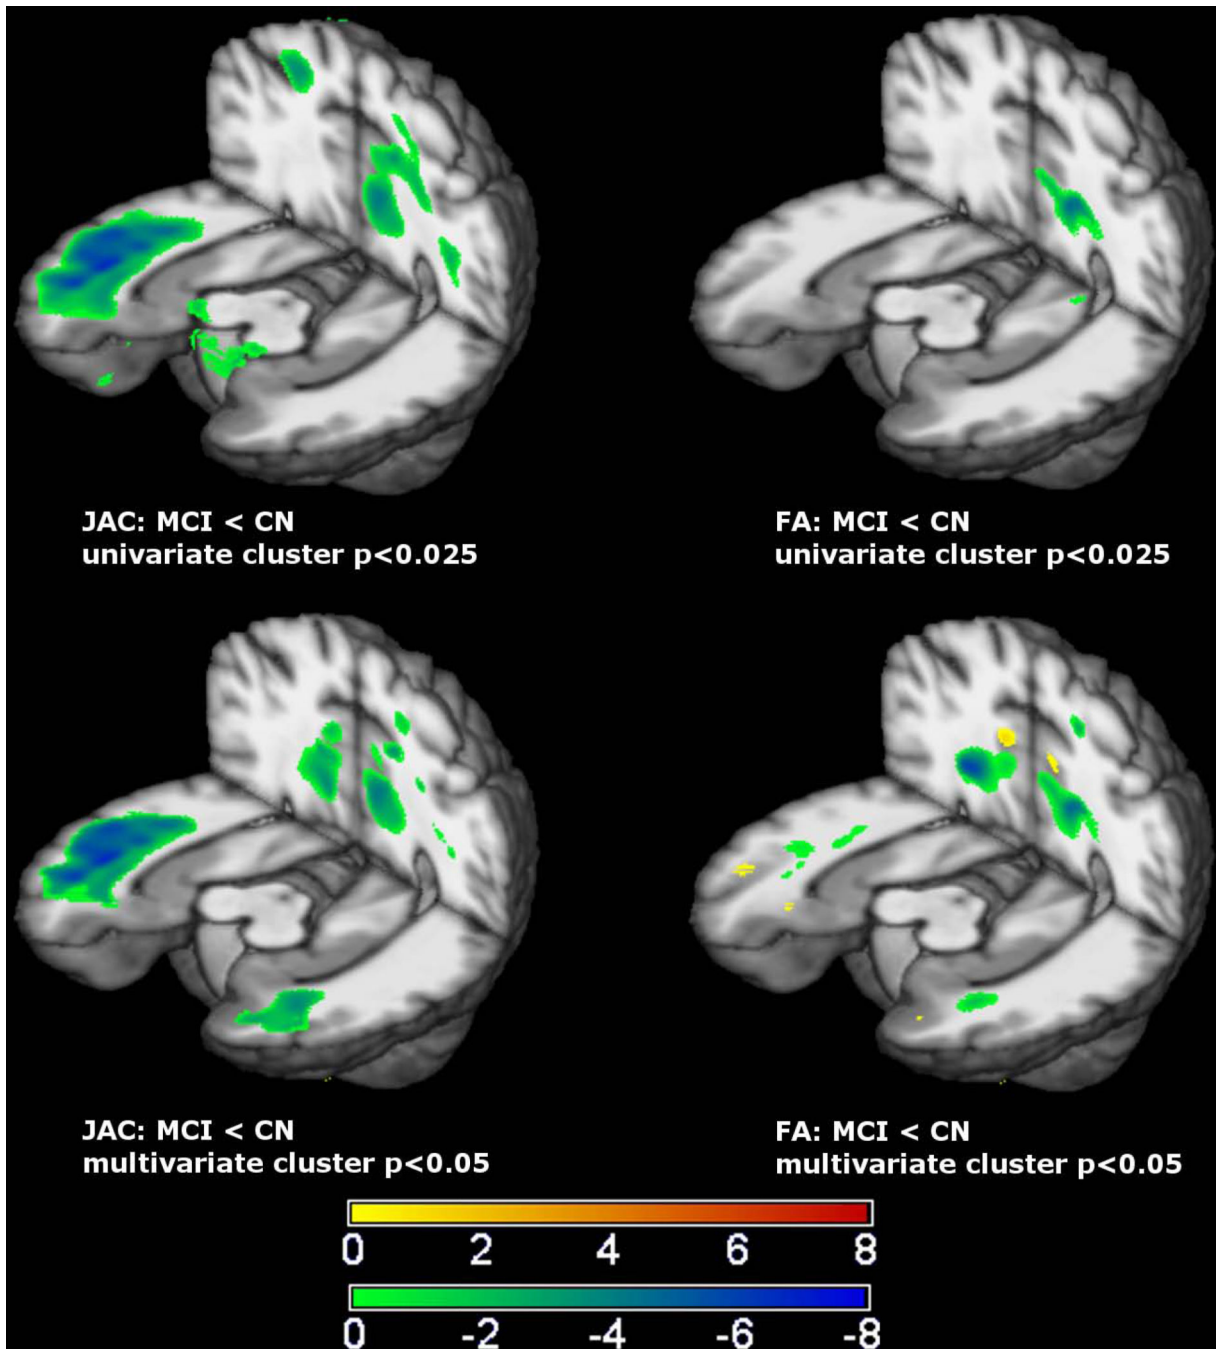 JAC: MCI < CN
univariate cluster p<0.025
FA: MCI < CN
univariate cluster p<0.025
JAC: MCI < CN
multivariate cluster p<0.05
FA: MCI < CN
multivariate cluster p<0.05
0 2 4 6 8
0 -2 -4 -6 -8